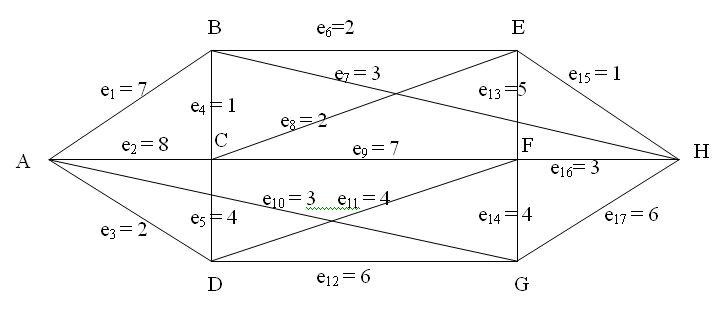 B
e₆=2
E
e₇ = 3
e₁₅ = 1
e₁ = 7
e₁₃ =5
e₄ = 1
e₈ = 2
e₂ = 8
C
e₉ = 7
F
H
A
e₁₆= 3
e₁₀ = 3
e₁₁ = 4
e₅ = 4
e₁₄ = 4
e₁₇ = 6
e₃ = 2
e₁₂ = 6
D
G